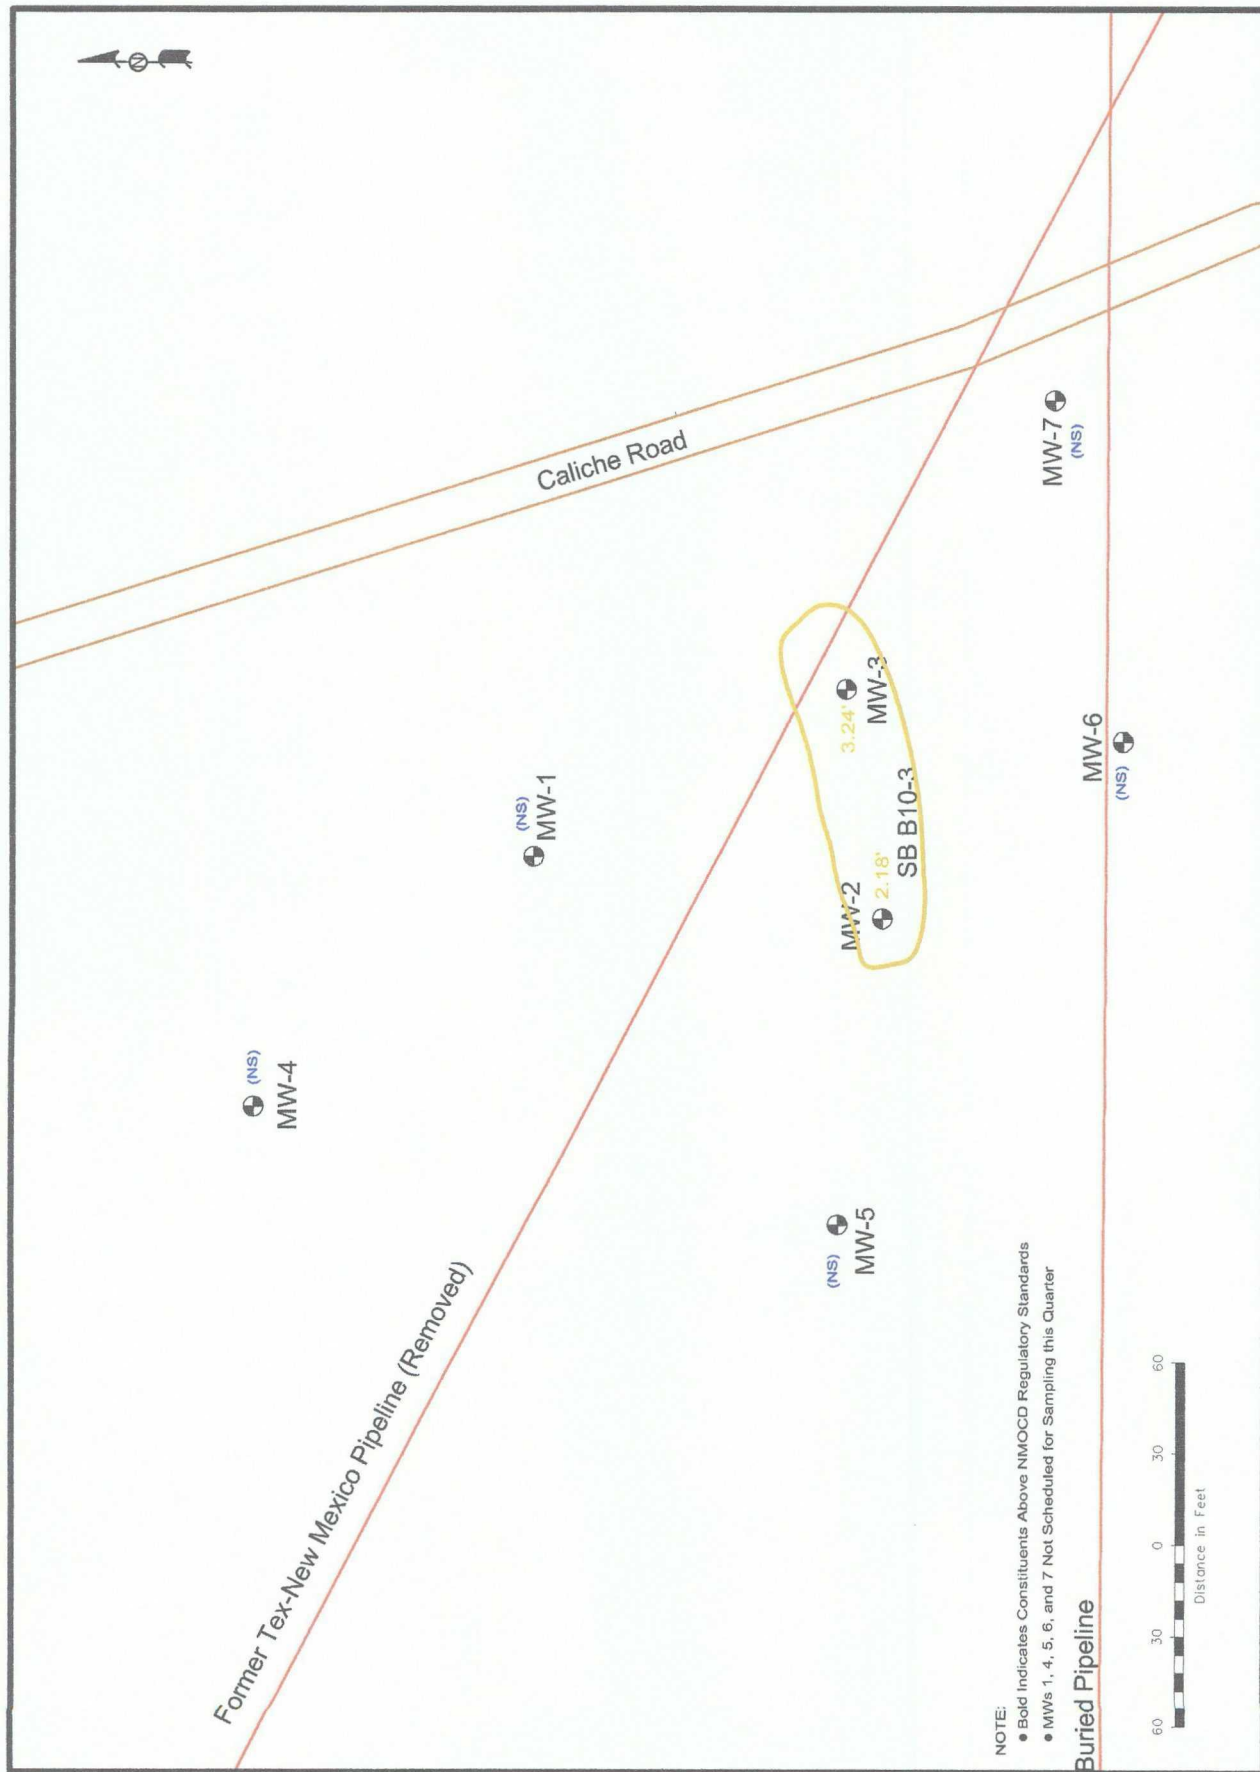 N
Caliche Road
MW-4
(NS)
MW-1
(NS)
Former Tex-New Mexico Pipeline (Removed)
MW-5
(NS)
MW-2
2.18'
SB B10-3
3.24'
MW-3
MW-7
(NS)
MW-6
(NS)
NOTE:
• Bold Indicates Constituents Above NMOCD Regulatory Standards
• MWs 1, 4, 5, 6, and 7 Not Scheduled for Sampling this Quarter
Buried Pipeline
60 30 0 30 60
Distance in Feet